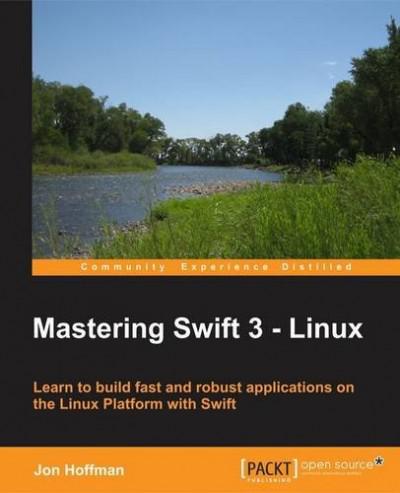 Community Experience Distilled
Mastering Swift 3 - Linux
Learn to build fast and robust applications on
the Linux Platform with Swift
Jon Hoffman
[PACKT] open source*
PUBLISHING